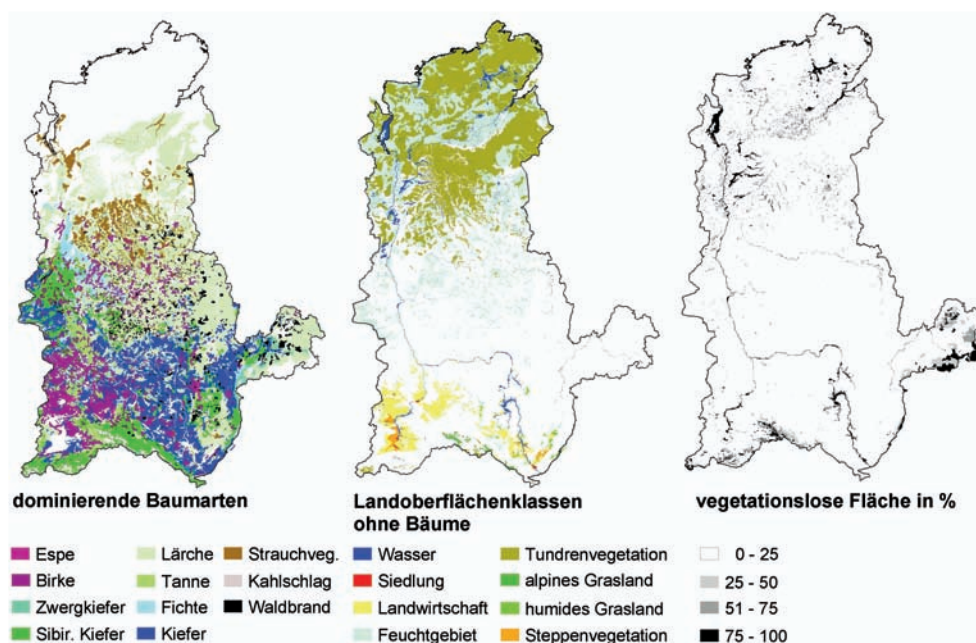 dominierende Baumarten
Espe
Birke
Zwergkiefer
Sibir. Kiefer
Lärche
Tanne
Fichte
Kiefer
Strauchveg.
Kahlschlag
Waldbrand
Landoberflächenklassen
ohne Bäume
Wasser
Siedlung
Landwirtschaft
Feuchtgebiet
Tundrenvegetation
alpines Grasland
humides Grasland
Steppenvegetation
vegetationslose Fläche in %
0 - 25
25 - 50
51 - 75
75 - 100